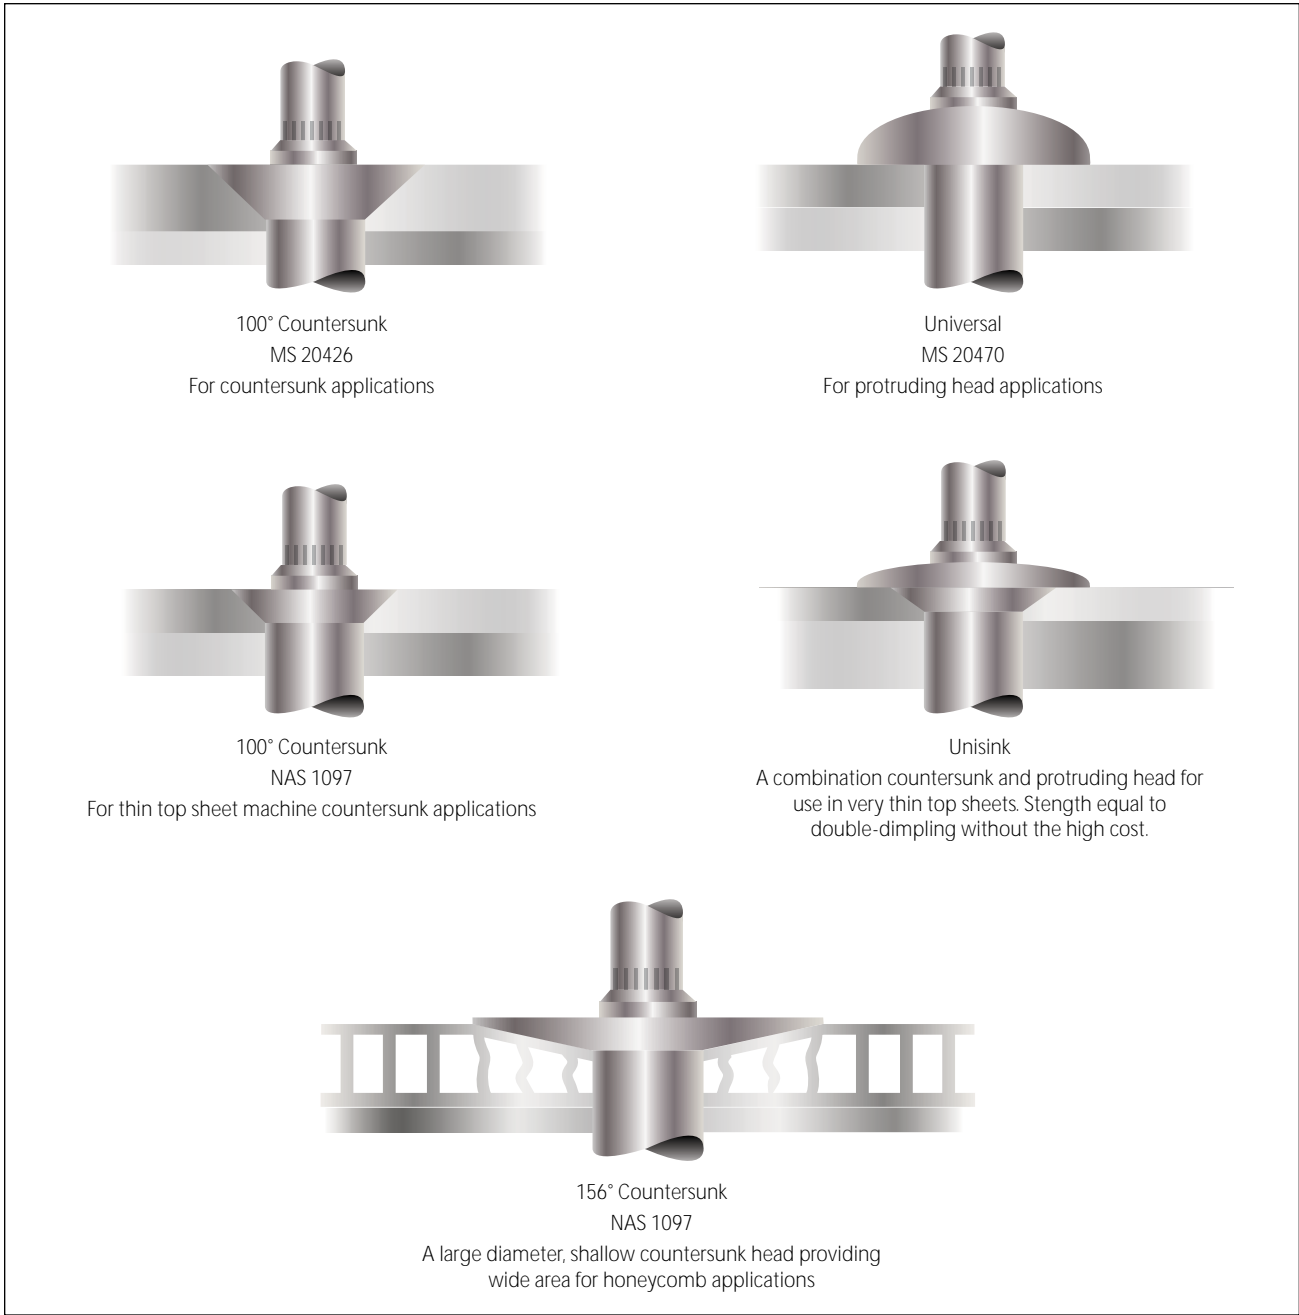 100° Countersunk
MS 20426
For countersunk applications
Universal
MS 20470
For protruding head applications
100° Countersunk
NAS 1097
For thin top sheet machine countersunk applications
Unisink
A combination countersunk and protruding head for
use in very thin top sheets. Stength equal to
double-dimpling without the high cost.
156° Countersunk
NAS 1097
A large diameter, shallow countersunk head providing
wide area for honeycomb applications